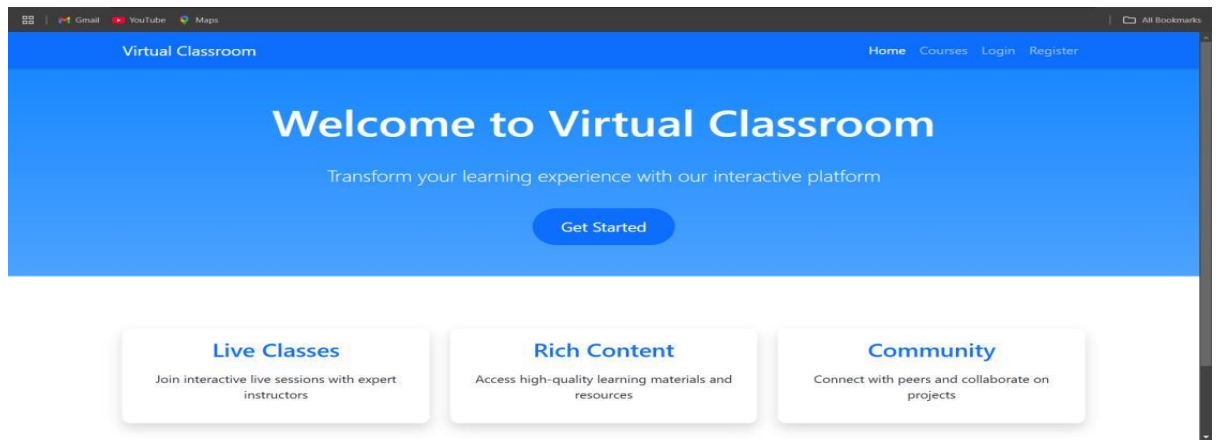 Gmail YouTube Maps All Bookmarks
Virtual Classroom Home Courses Login Register
Welcome to Virtual Classroom
Transform your learning experience with our interactive platform
Get Started
Live Classes
Join interactive live sessions with expert
instructors
Rich Content
Access high-quality learning materials and
resources
Community
Connect with peers and collaborate on
projects